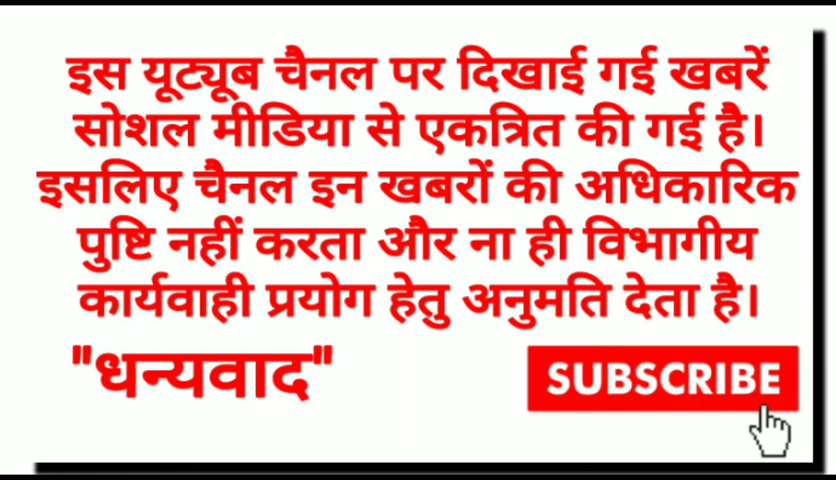 इस यूट्यूब चैनल पर दिखाई गई खबरें
सोशल मीडिया से एकत्रित की गई है।
इसलिए चैनल इन खबरों की अधिकारिक
पुष्टि नहीं करता और ना ही विभागीय
कार्यवाही प्रयोग हेतु अनुमति देता है।
"धन्यवाद"
SUBSCRIBE